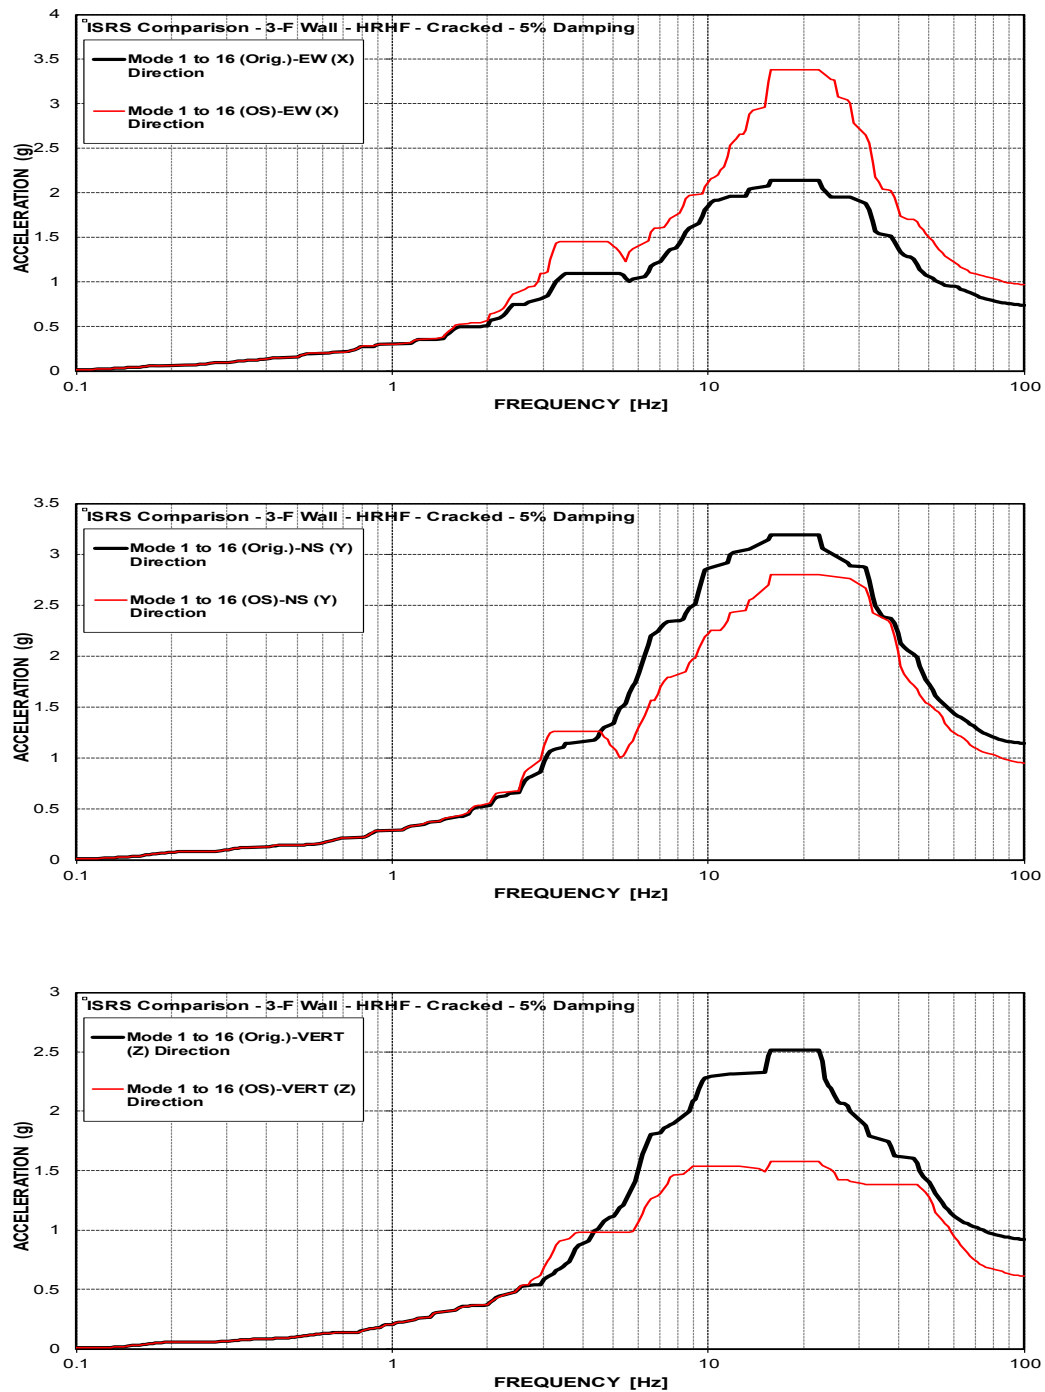 ISRS Comparison - 3-F Wall - HRHF - Cracked - 5% Damping
Mode 1 to 16 (Orig.)-EW (X)
Direction
Mode 1 to 16 (OS)-EW (X)
Direction
4
3.5
3
2.5
2
1.5
1
0.5
0
ACCELERATION (g)
0.1
1
10
100
FREQUENCY [Hz]
ISRS Comparison - 3-F Wall - HRHF - Cracked - 5% Damping
Mode 1 to 16 (Orig.)-NS (Y)
Direction
Mode 1 to 16 (OS)-NS (Y)
Direction
3.5
3
2.5
2
1.5
1
0.5
0
ACCELERATION (g)
0.1
1
10
100
FREQUENCY [Hz]
ISRS Comparison - 3-F Wall - HRHF - Cracked - 5% Damping
Mode 1 to 16 (Orig.)-VERT
(Z) Direction
Mode 1 to 16 (OS)-VERT (Z)
Direction
3
2.5
2
1.5
1
0.5
0
ACCELERATION (g)
0.1
1
10
100
FREQUENCY [Hz]